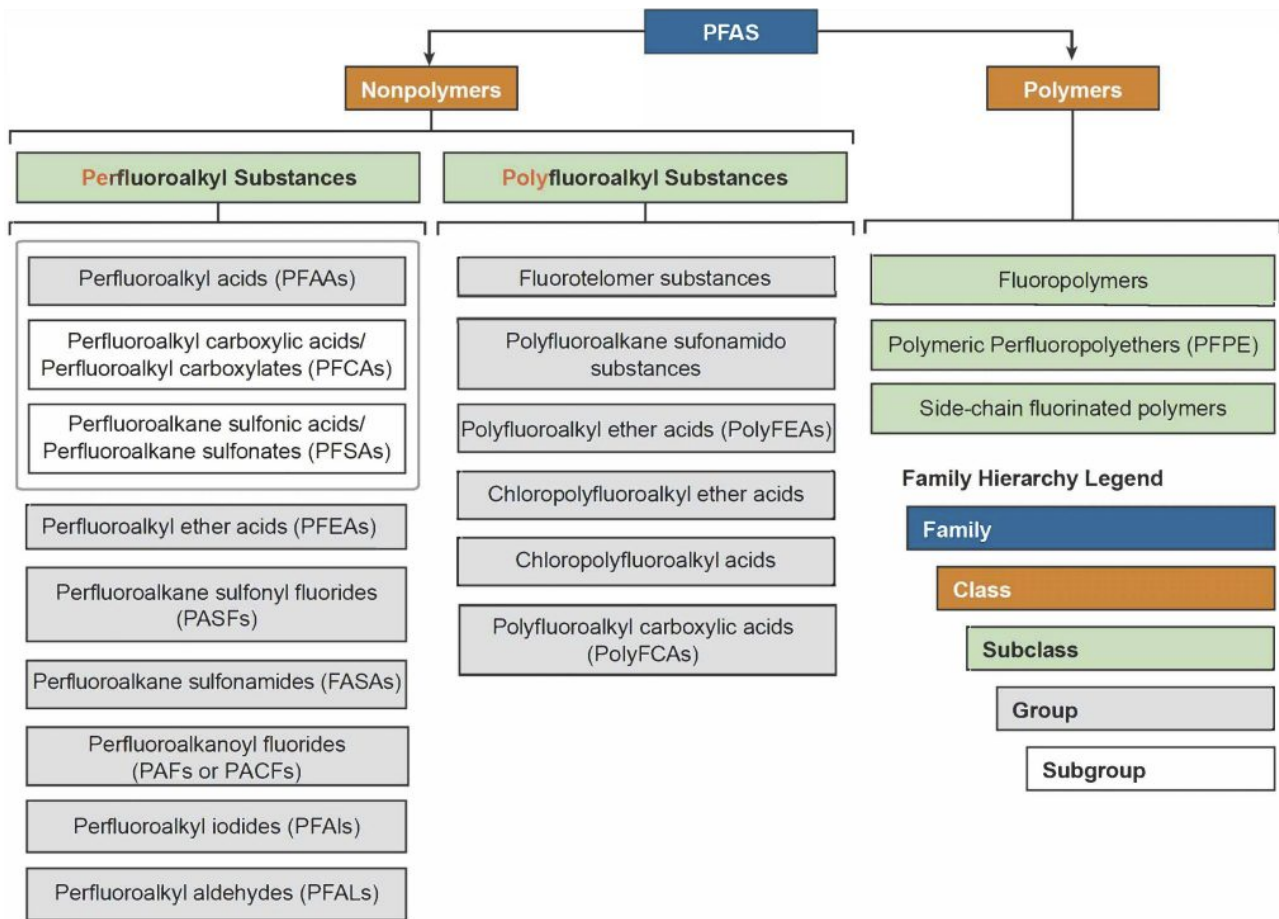 PFAS
Nonpolymers
Polymers
Perfluoroalkyl Substances
Polyfluoroalkyl Substances
Perfluoroalkyl acids (PFAAs)
Perfluoroalkyl carboxylic acids/
Perfluoroalkyl carboxylates (PFCAs)
Perfluoroalkane sulfonic acids/
Perfluoroalkane sulfonates (PFSAs)
Perfluoroalkyl ether acids (PFEAs)
Perfluoroalkane sulfonyl fluorides
(PASFs)
Perfluoroalkane sulfonamides (FASAs)
Perfluoroalkanoyl fluorides
(PAFs or PACFs)
Perfluoroalkyl iodides (PFAIs)
Perfluoroalkyl aldehydes (PFALs)
Fluorotelomer substances
Polyfluoroalkane sufonamido
substances
Polyfluoroalkyl ether acids (PolyFEAs)
Chloropolyfluoroalkyl ether acids
Chloropolyfluoroalkyl acids
Polyfluoroalkyl carboxylic acids
(PolyFCAs)
Fluoropolymers
Polymeric Perfluoropolyethers (PFPE)
Side-chain fluorinated polymers
Family Hierarchy Legend
Family
Class
Subclass
Group
Subgroup